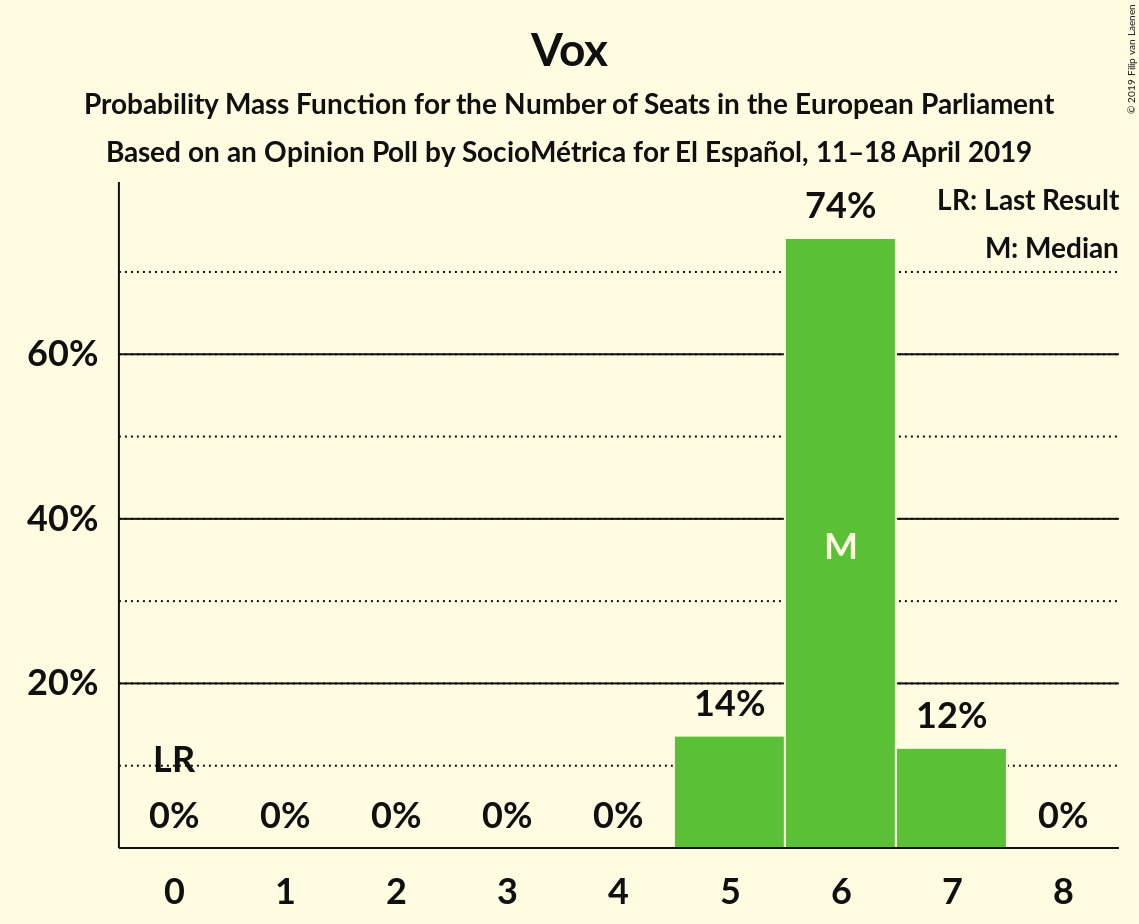 Vox
Probability Mass Function for the Number of Seats in the European Parliament
Based on an Opinion Poll by SocioMétrica for El Español, 11–18 April 2019
© 2019 Filip van Laenen
LR: Last Result
M: Median
74%
60%
40%
M
20%
14%
12%
LR
0%
0%
0%
0%
0%
0%
0
1
2
3
4
5
6
7
8